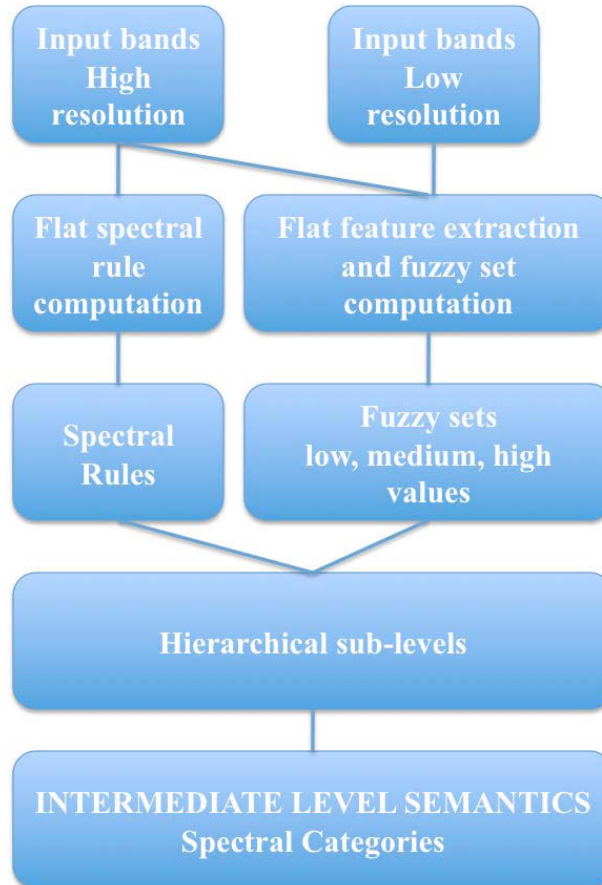 Input bands
High
resolution
Input bands
Low
resolution
Flat spectral
rule
computation
Flat feature extraction
and fuzzy set
computation
Spectral
Rules
Fuzzy sets
low, medium, high
values
Hierarchical sub-levels
INTERMEDIATE LEVEL SEMANTICS
Spectral Categories